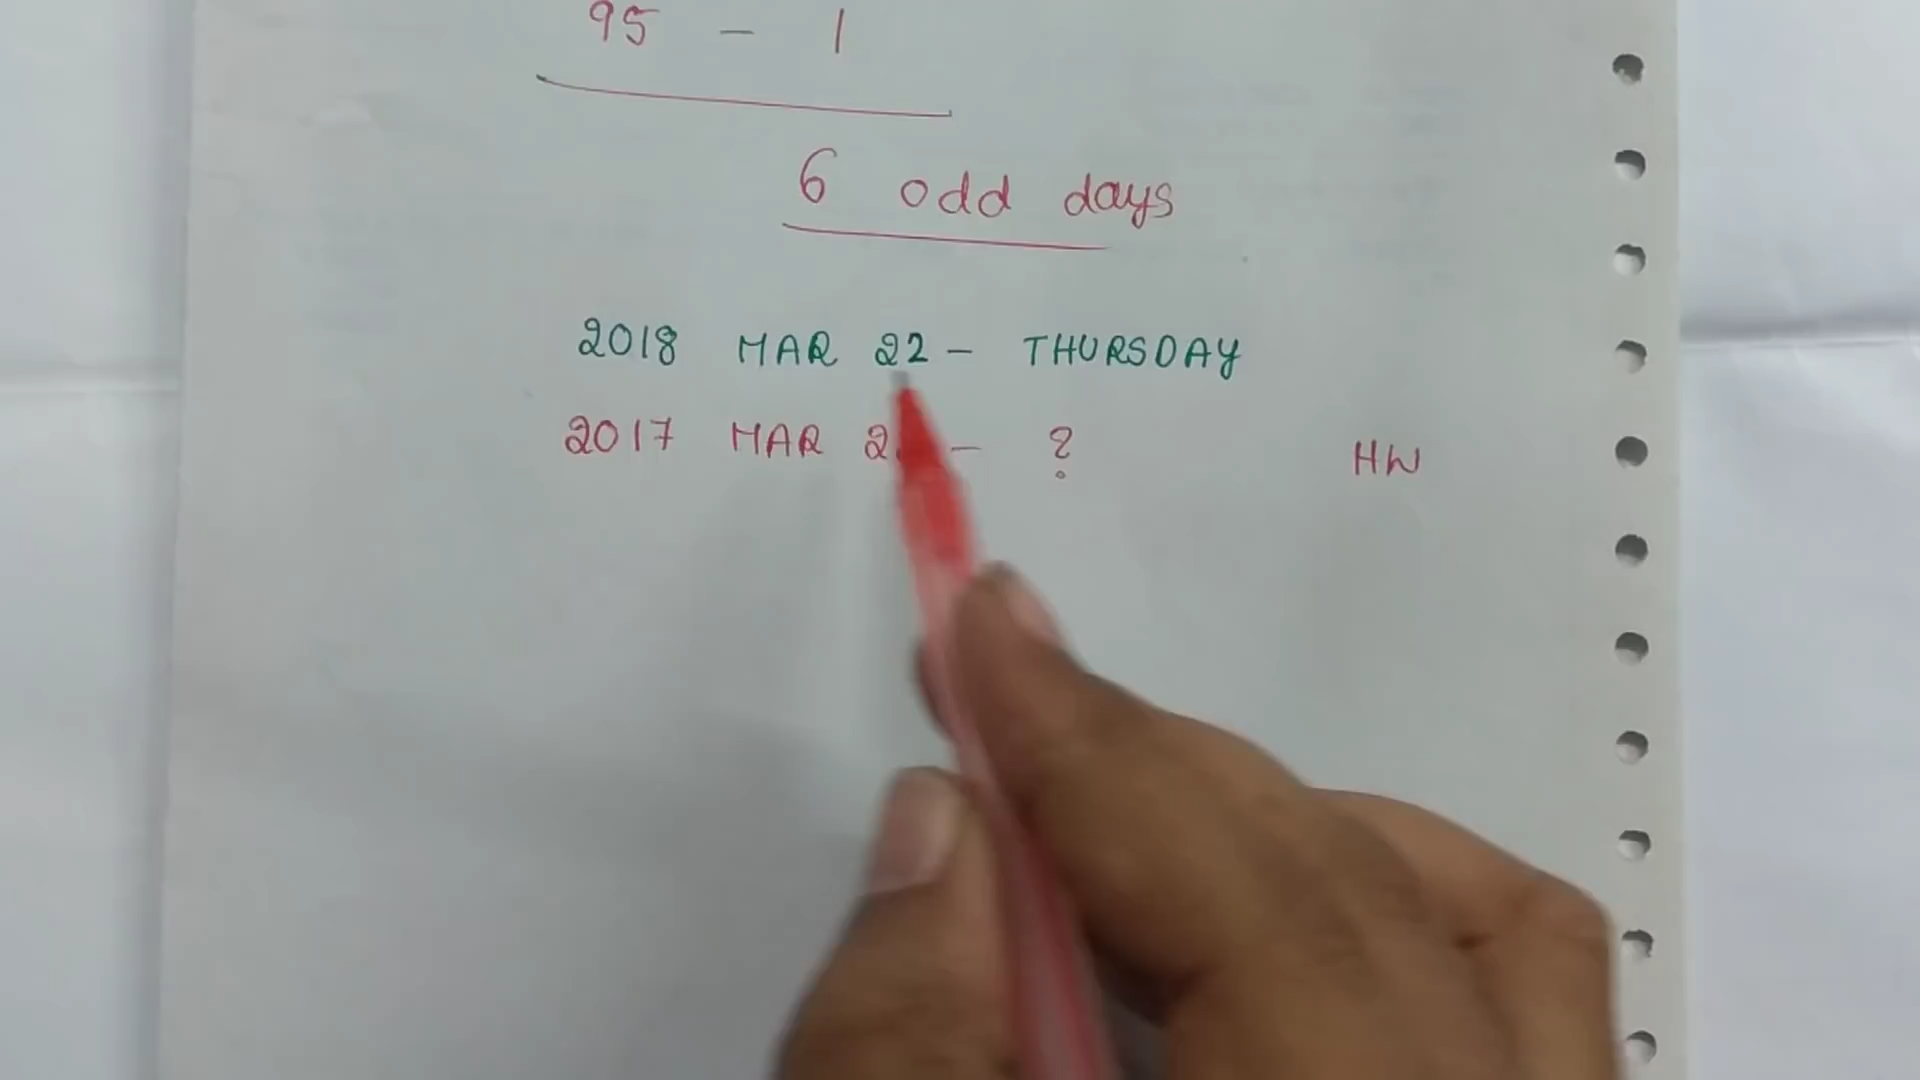 95 - 1
6 odd days
2018 MAR 22 - THURSDAY
2017 MAR - ?
HW